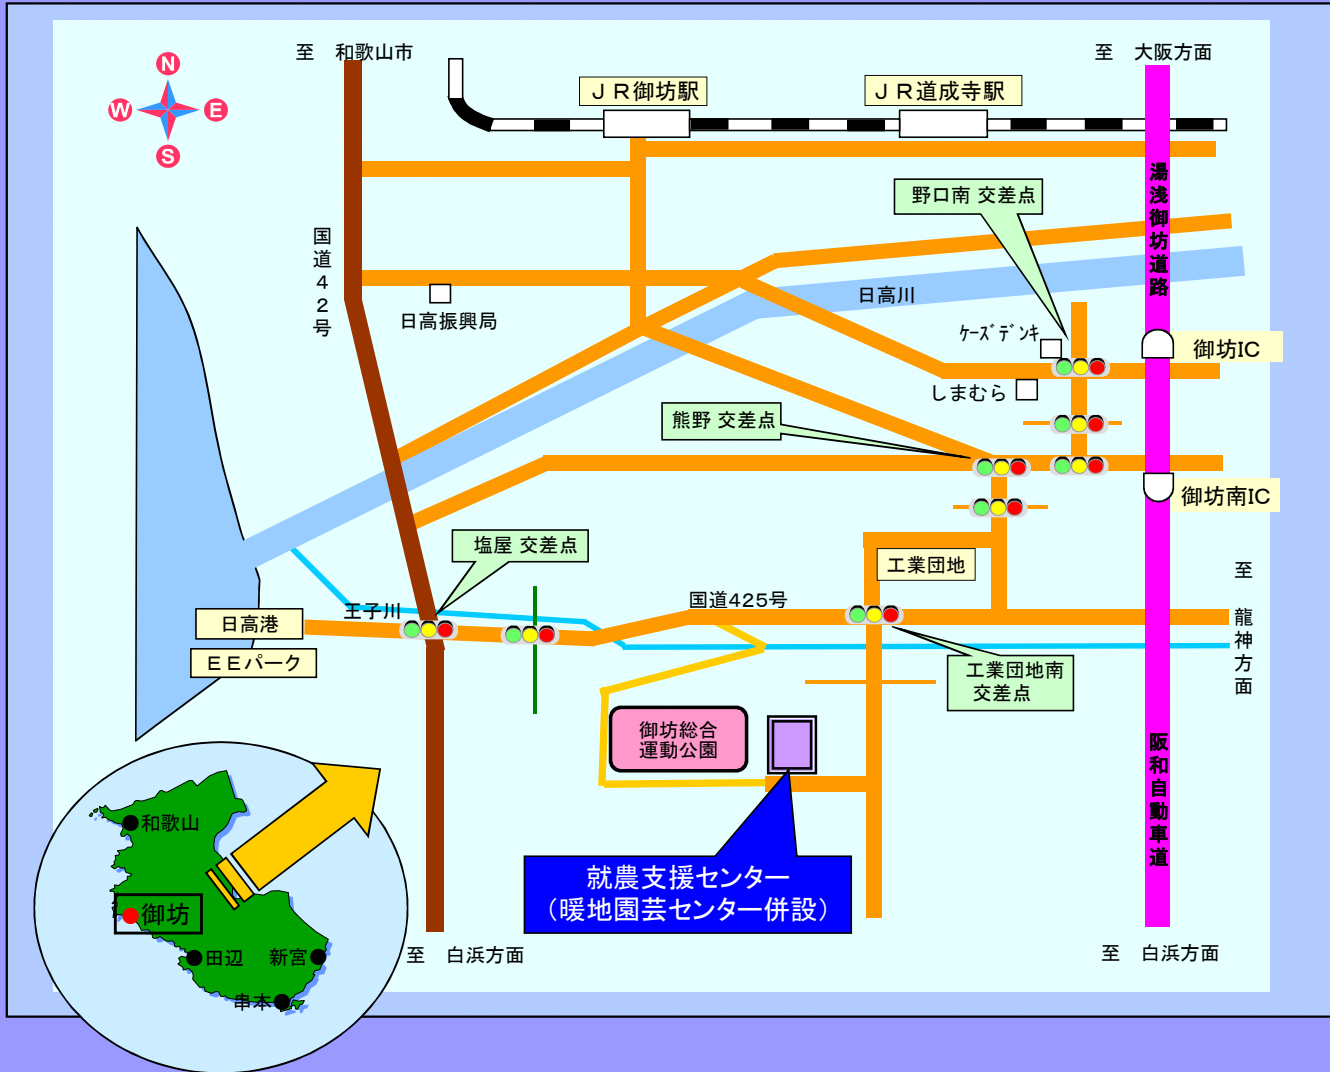 至　和歌山市
至　大阪方面
N
W
E
S
ＪＲ御坊駅
ＪＲ道成寺駅
湯浅御坊道路
野口南 交差点
国道４２号
日高川
日高振興局
ｹｰｽﾞﾃﾞﾝｷ
御坊IC
しまむら
熊野 交差点
御坊南IC
塩屋 交差点
工業団地
至　龍神方面
国道425号
王子川
日高港
ＥＥパーク
工業団地南
交差点
御坊総合
運動公園
阪和自動車道
和歌山
就農支援センター
（暖地園芸センター併設）
御坊
田辺
新宮
串本
至　白浜方面
至　白浜方面